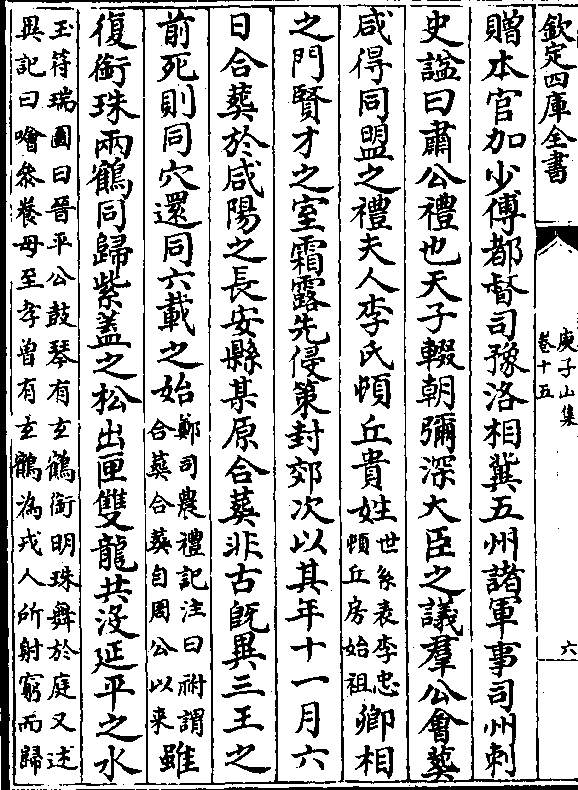 欽定四庫全書
庾子山集
卷十五
六
贈本官加少傅都督司豫洛相冀五州諸軍事司州刺
史諡曰肅公禮也天子輟朝彌深大臣之議羣公會葬
咸得同盟之禮夫人李氏頓丘貴姓世系表李忠頓丘房始祖卿相
之門賢才之室霜露先侵策封郊次以其年十一月六
日合葬於咸陽之長安縣某原合葬非古旣異三王之
前死則同穴還同六載之始鄭司農禮記注曰祔謂合葬合葬自周公以來雖
復銜珠兩鶴同歸紫蓋之松出匣雙龍共沒延平之水
玉符瑞圖曰晉平公鼓琴有玄鶴銜明珠舞於庭又述
異記曰噲參養母至孝曾有玄鶴為戎人所射窮而歸